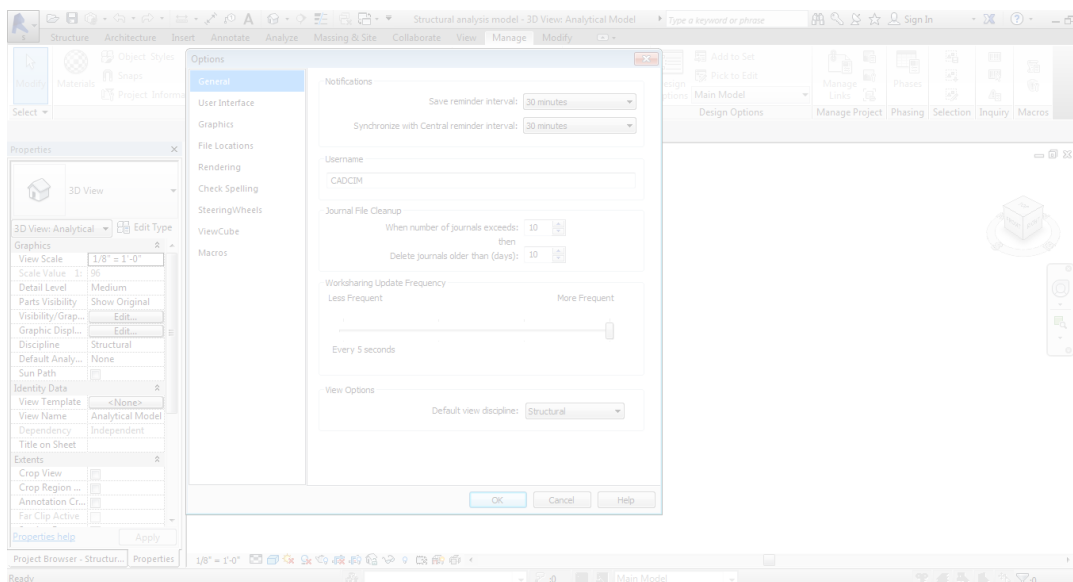 Structural analysis model - 3D View: Analytical Model
Type a keyword or phrase
Sign In
Structure Architecture Insert Annotate Analyze Massing & Site Collaborate View Manage Modify
Modify
Materials
Object Styles
Snaps
Project Informa
Add to Set
Pick to Edit
Main Model
Manage
Links
Phases
Select
Design Options
Manage Project
Phasing
Selection
Inquiry
Macros
Options
General
User Interface
Graphics
File Locations
Rendering
Check Spelling
SteeringWheels
ViewCube
Macros
Notifications
Save reminder interval: 30 minutes
Synchronize with Central reminder interval: 30 minutes
Username
CADCIM
Journal File Cleanup
When number of journals exceeds: 10
then
Delete journals older than (days): 10
Worksharing Update Frequency
Less Frequent More Frequent
Every 5 seconds
View Options
Default view discipline: Structural
OK Cancel Help
Properties
3D View
3D View: Analytical Edit Type
Graphics
View Scale 1/8" = 1'-0"
Scale Value 1: 96
Detail Level Medium
Parts Visibility Show Original
Visibility/Grap... Edit...
Graphic Displ... Edit...
Discipline Structural
Default Analy... None
Sun Path
Identity Data
View Template <None>
View Name Analytical Model
Dependency Independent
Title on Sheet
Extents
Crop View
Crop Region ...
Annotation Cr...
Far Clip Active
Properties help Apply
Project Browser - Structur... Properties
1/8" = 1'-0"
Ready
:0
Main Model
:0